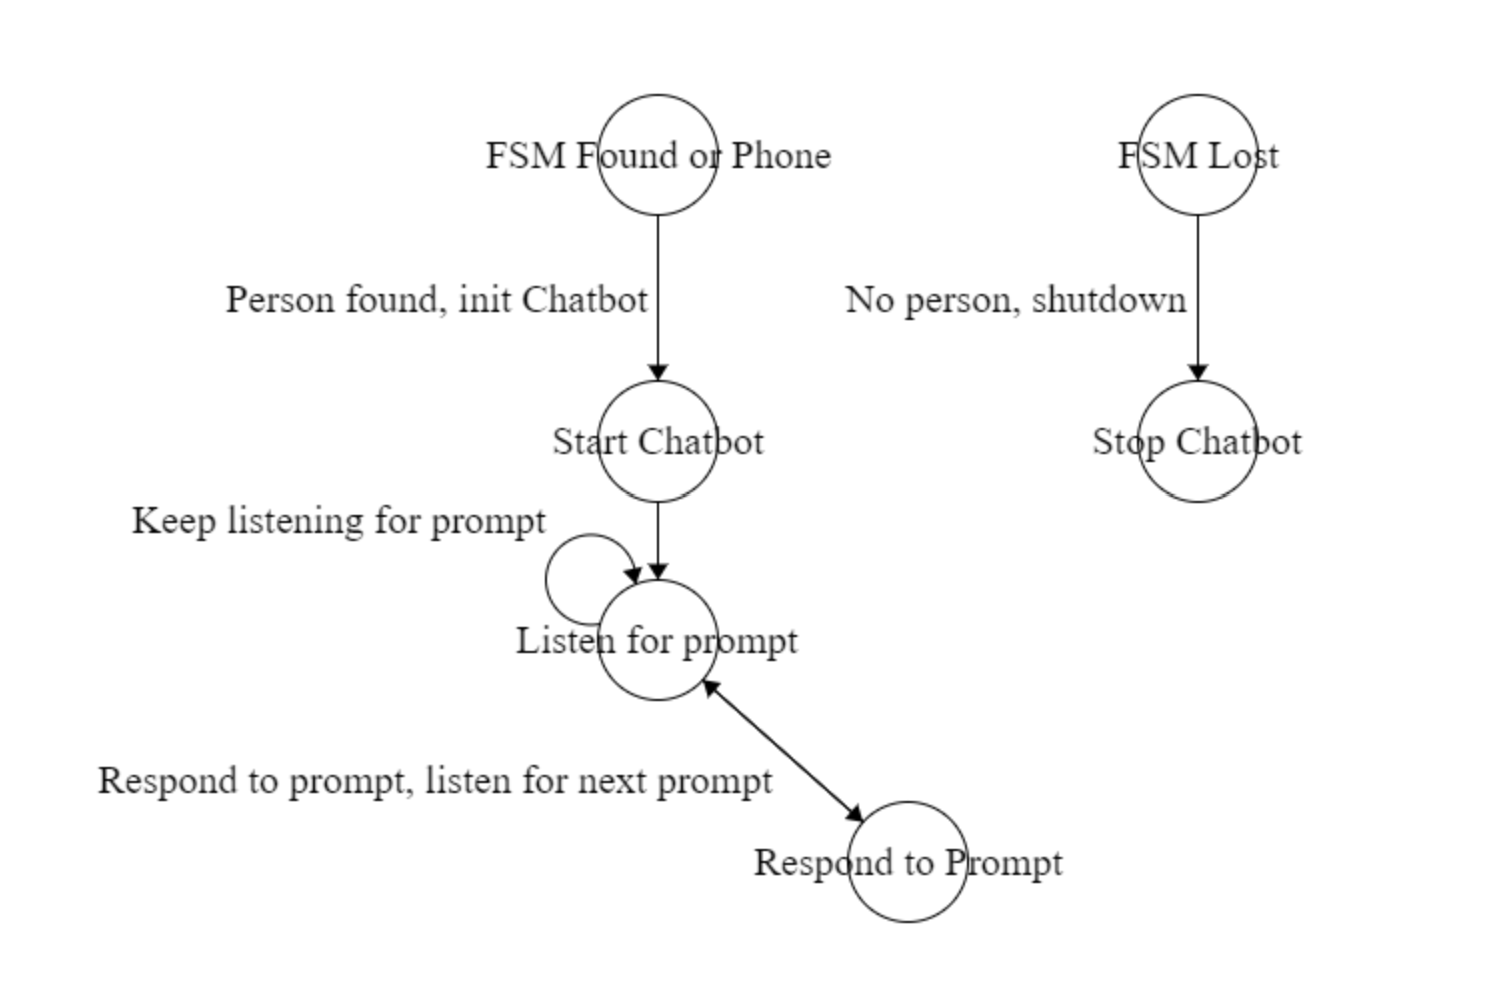 FSM Found or Phone
FSM Lost
Person found, init Chatbot
No person, shutdown
Start Chatbot
Stop Chatbot
Keep listening for prompt
Listen for prompt
Respond to prompt, listen for next prompt
Respond to Prompt